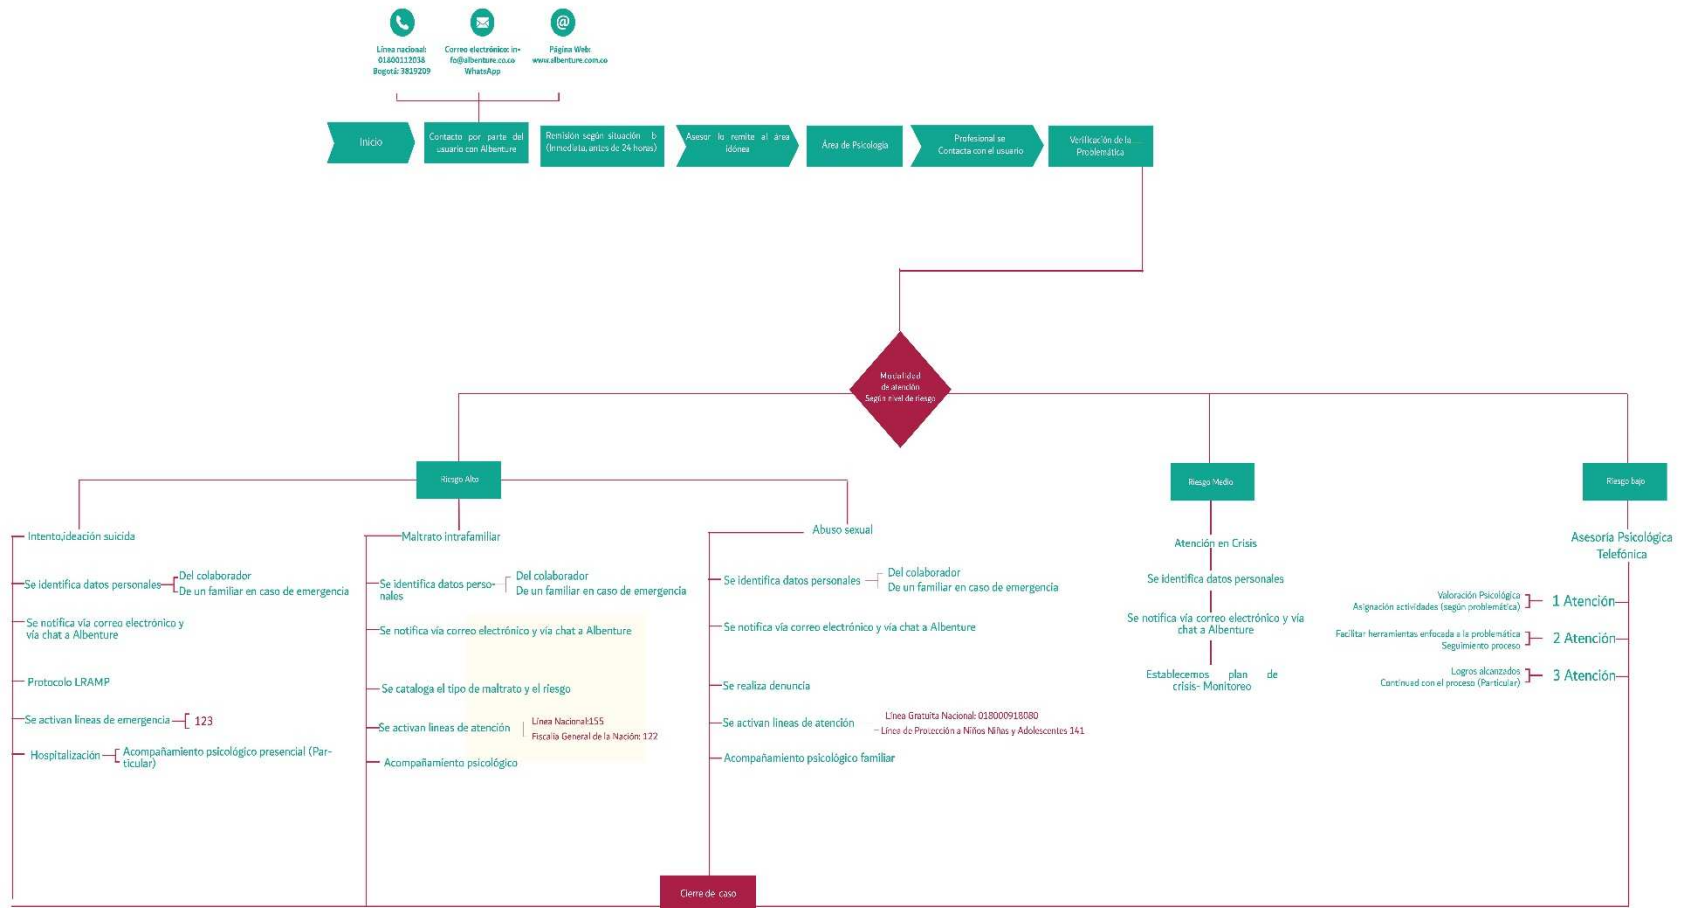 Línea nacional:
01800112038
Bogotá: 3819209
Correo electrónico: in-
fo@albenture.co.co
WhatsApp
Página Web:
www.albenture.com.co
Inicio
Contacto por parte del
usuario con Albenture
Remisión según situación b
(Inmediata, antes de 24 horas)
Asesor lo remite al área
idónea
Área de Psicología
Profesional se
Contacta con el usuario
Verificación de la
Problemática
Modalidad
de atención
Según nivel de riesgo
Riesgo Alto
Riesgo Medio
Riesgo bajo
Intento,ideación suicida
Se identifica datos personales
Del colaborador
De un familiar en caso de emergencia
Se notifica vía correo electrónico y
vía chat a Albenture
Protocolo LRAMP
Se activan líneas de emergencia
123
Hospitalización
Acompañamiento psicológico presencial (Par-
ticular)
Maltrato intrafamiliar
Se identifica datos perso-
nales
Del colaborador
De un familiar en caso de emergencia
Se notifica vía correo electrónico y vía chat a Albenture
Se cataloga el tipo de maltrato y el riesgo
Se activan lineas de atención
Línea Nacional:155
Fiscalía General de la Nación: 122
Acompañamiento psicológico
Abuso sexual
Se identifica datos personales
Del colaborador
De un familiar en caso de emergencia
Se notifica vía correo electrónico y vía chat a Albenture
Se realiza denuncia
Se activan lineas de atención
Línea Gratuita Nacional: 018000918080
Línea de Protección a Niños Niñas y Adolescentes 141
Acompañamiento psicológico familiar
Atención en Crisis
Se identifica datos personales
Se notifica vía correo electrónico y vía
chat a Albenture
Establecemos plan de
crisis- Monitoreo
Asesoría Psicológica
Telefónica
Valoración Psicológica
Asignación actividades (según problemática)
1 Atención
Facilitar herramientas enfocada a la problemática
Seguimiento proceso
2 Atención
Logros alcanzados
Continuad con el proceso (Particular)
3 Atención
Cierre de caso